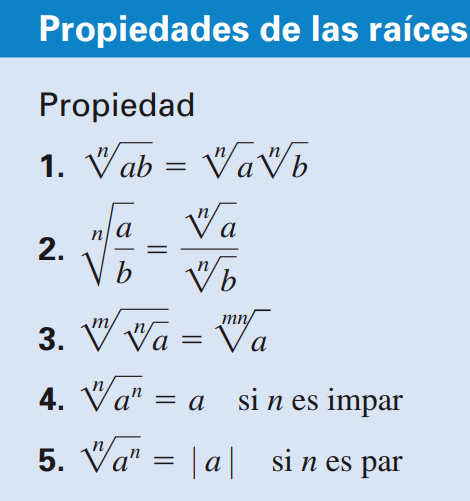 Propiedades de las raíces
Propiedad
1. ⁿ√ab = ⁿ√a ⁿ√b
2. ⁿ√(a/b) = ⁿ√a / ⁿ√b
3. ᵐ√ⁿ√a = ᵐⁿ√a
4. ⁿ√aⁿ = a si n es impar
5. ⁿ√aⁿ = |a| si n es par